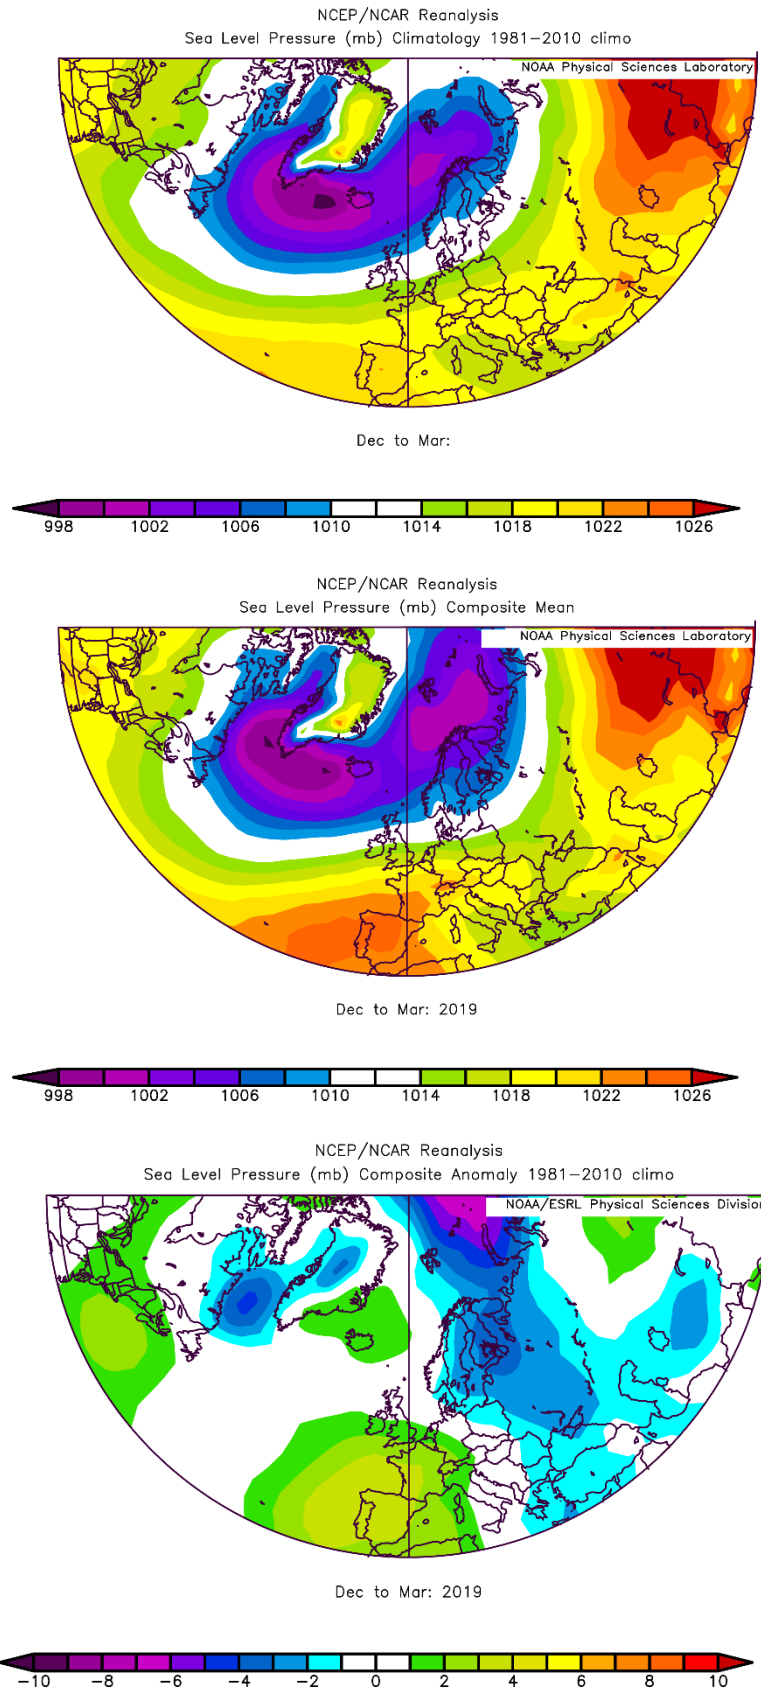 NCEP/NCAR Reanalysis
Sea Level Pressure (mb) Climatology 1981−2010 climo
NOAA Physical Sciences Laboratory
Dec to Mar:
998 1002 1006 1010 1014 1018 1022 1026
NCEP/NCAR Reanalysis
Sea Level Pressure (mb) Composite Mean
NOAA Physical Sciences Laboratory
Dec to Mar: 2019
998 1002 1006 1010 1014 1018 1022 1026
NCEP/NCAR Reanalysis
Sea Level Pressure (mb) Composite Anomaly 1981−2010 climo
NOAA/ESRL Physical Sciences Division
Dec to Mar: 2019
−10 −8 −6 −4 −2 0 2 4 6 8 10